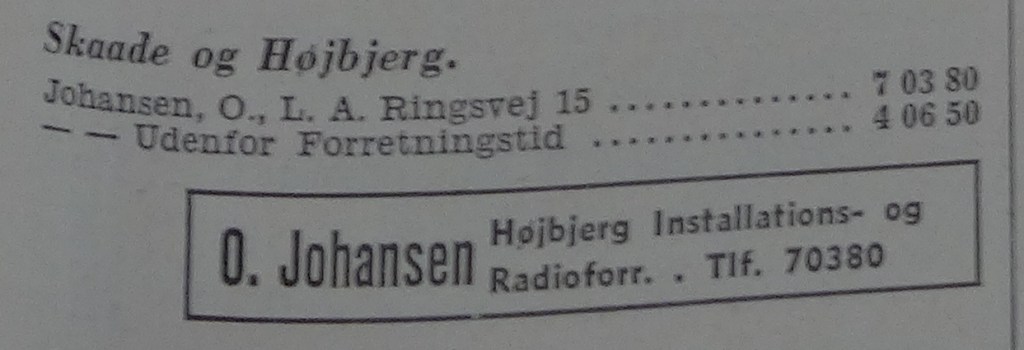 Skaade og Højbjerg.
Johansen, O., L. A. Ringsvej 15 .............. 7 03 80
— — Udenfor Forretningstid .............. 4 06 50
O. Johansen
Højbjerg Installations- og
Radioforr. . Tlf. 70380